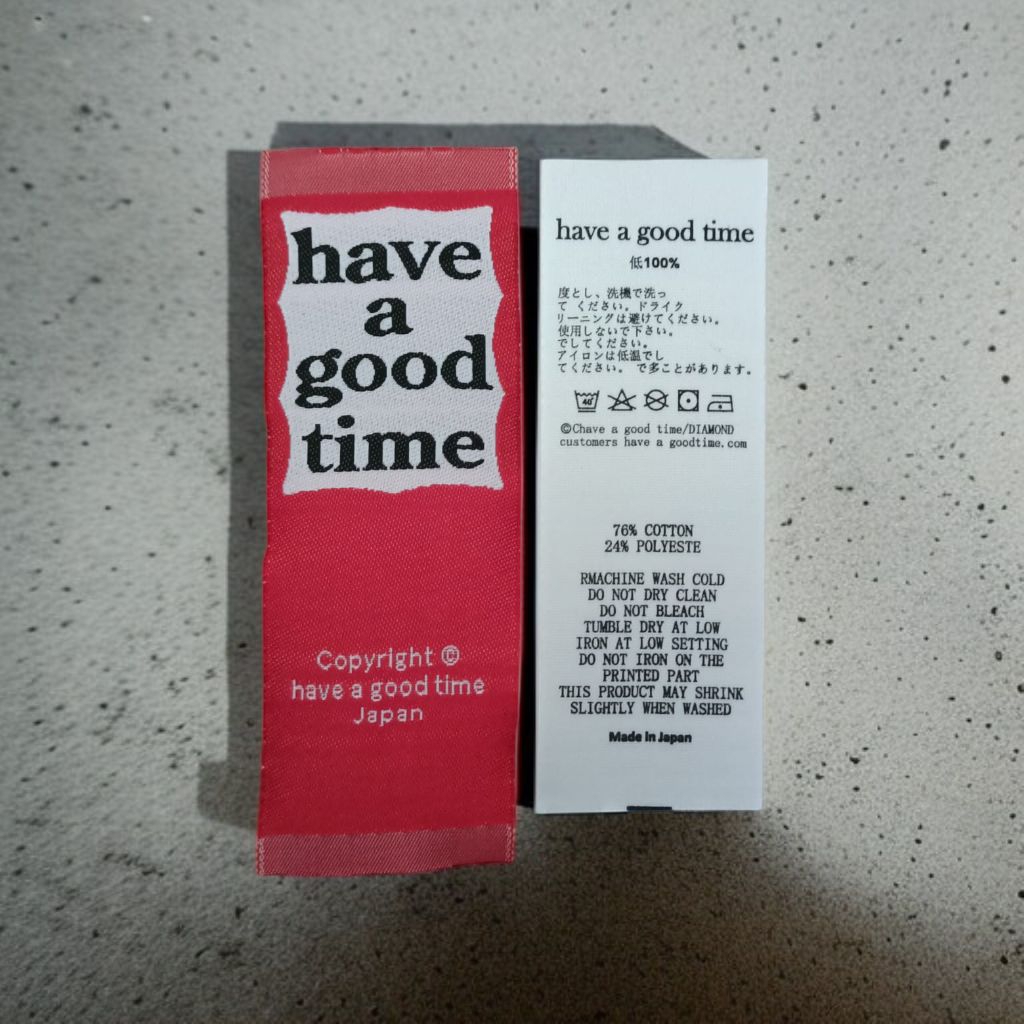 have
a
good
time
Copyright ©
have a good time
Japan
have a good time
低100%
度とし、洗機で洗っ
て ください。ドライク
リーニングは避けてください。
使用しないで下さい。
でしてください。
アイロンは低温でし
てください。 で多ことがあります。
40
©Chave a good time/DIAMOND
customers have a goodtime.com
76% COTTON
24% POLYESTE
RMACHINE WASH COLD
DO NOT DRY CLEAN
DO NOT BLEACH
TUMBLE DRY AT LOW
IRON AT LOW SETTING
DO NOT IRON ON THE
PRINTED PART
THIS PRODUCT MAY SHRINK
SLIGHTLY WHEN WASHED
Made in Japan